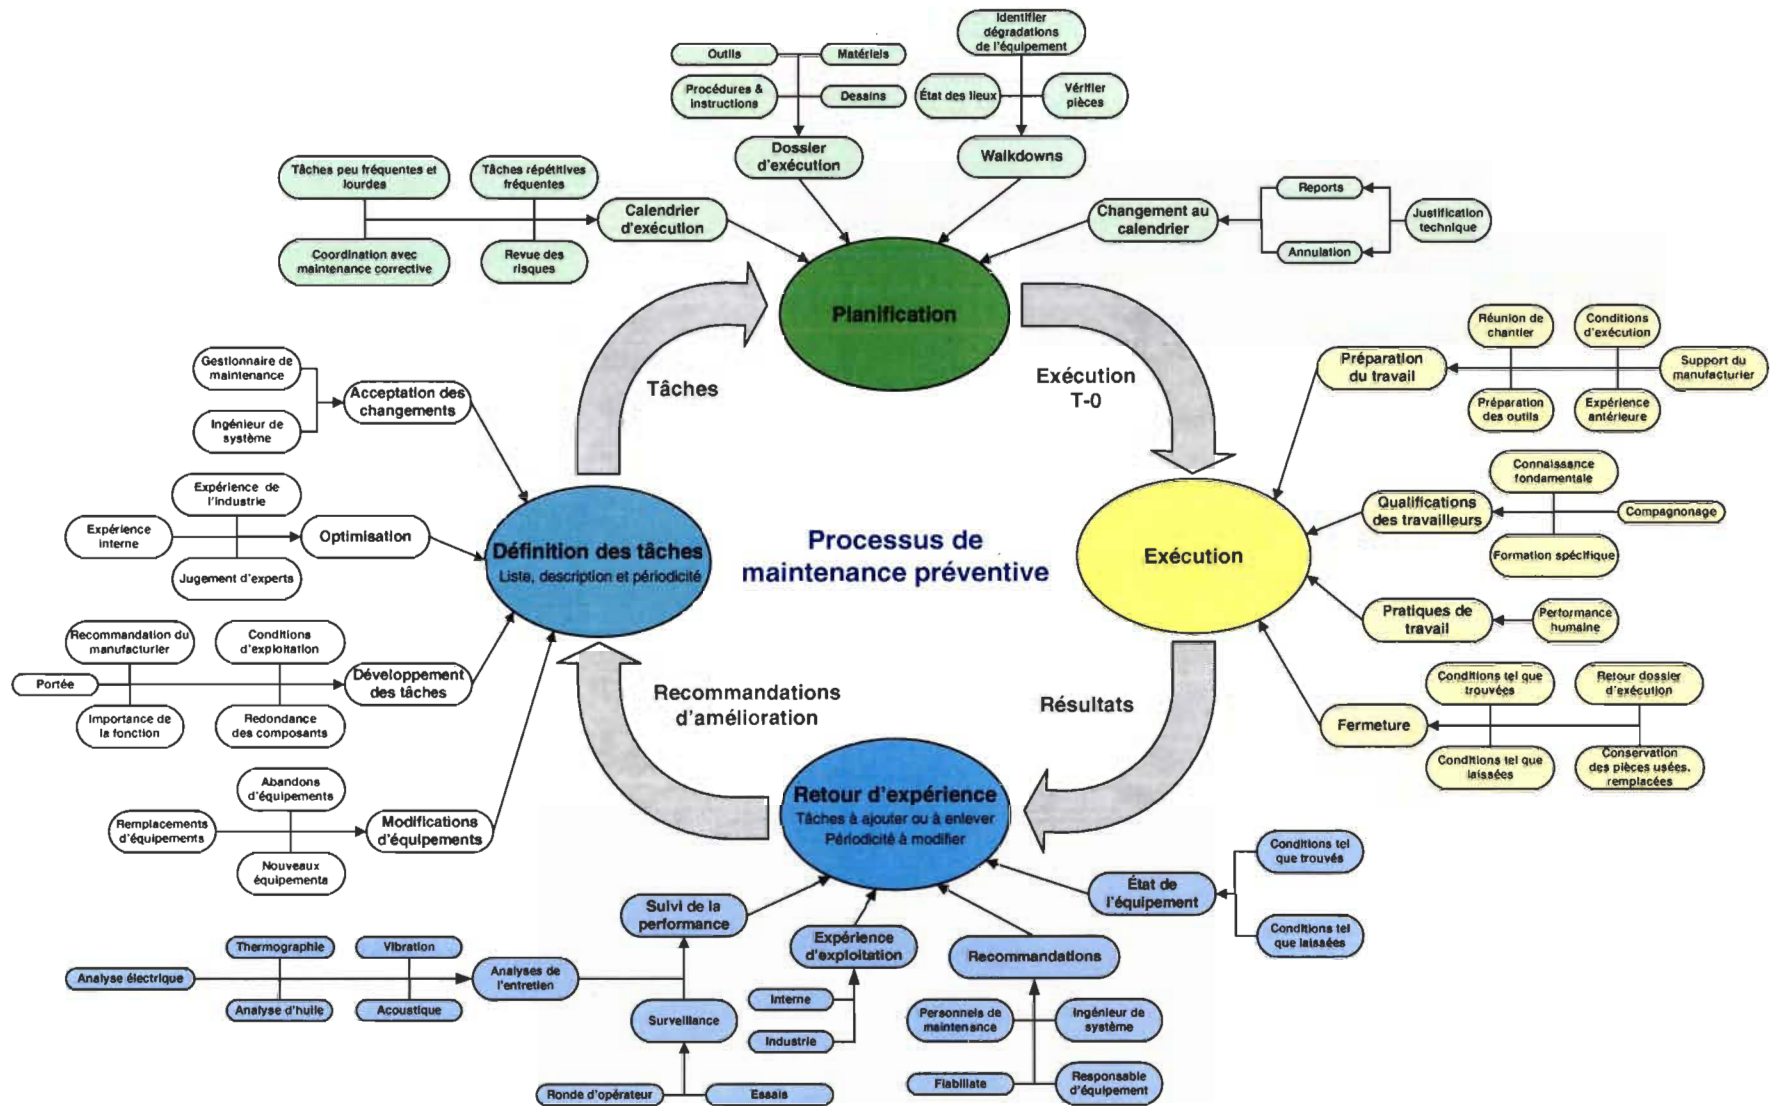 Identifier
dégradations
de l'équipement
Outils
Matériels
Procédures &
instructions
Dessins
État des lieux
Vérifier
pièces
Dossier
d'exécution
Walkdowns
Tâches peu fréquentes et
lourdes
Tâches répétitives
fréquentes
Calendrier
d'exécution
Coordination avec
maintenance corrective
Revue des
risques
Changement au
calendrier
Reports
Annulation
Justification
technique
Planification
Tâches
Exécution
T-0
Gestionnaire de
maintenance
Ingénieur de
système
Acceptation des
changements
Expérience de
l'industrie
Expérience
interne
Jugement d'experts
Optimisation
Définition des tâches
Liste, description et périodicité
Processus de
maintenance préventive
Exécution
Réunion de
chantier
Conditions
d'exécution
Préparation
du travail
Support du
manufacturier
Préparation
des outils
Expérience
antérieure
Connaissance
fondamentale
Qualifications
des travailleurs
Compagnonage
Formation spécifique
Pratiques de
travail
Performance
humaine
Conditions tel que
trouvées
Retour dossier
d'exécution
Fermeture
Conditions tel que
laissées
Conservation
des pièces usées,
remplacées
Recommandation du
manufacturier
Conditions
d'exploitation
Portée
Développement
des tâches
Importance de
la fonction
Redondance
des composants
Abandons
d'équipements
Remplacements
d'équipements
Modifications
d'équipements
Nouveaux
équipementa
Recommandations
d'amélioration
Résultats
Retour d'expérience
Tâches à ajouter ou à enlever
Périodicité à modifier
Conditions tel
que trouvés
État de
l'équipement
Conditions tel
que laissées
Suivi de la
performance
Expérience
d'exploitation
Recommandations
Thermographie
Vibration
Analyse électrique
Analyses de
l'entretien
Analyse d'huile
Acoustique
Surveillance
Interne
Industrie
Personnels de
maintenance
Ingénieur de
système
Fiabiliate
Responsable
d'équipement
Ronde d'opérateur
Essais